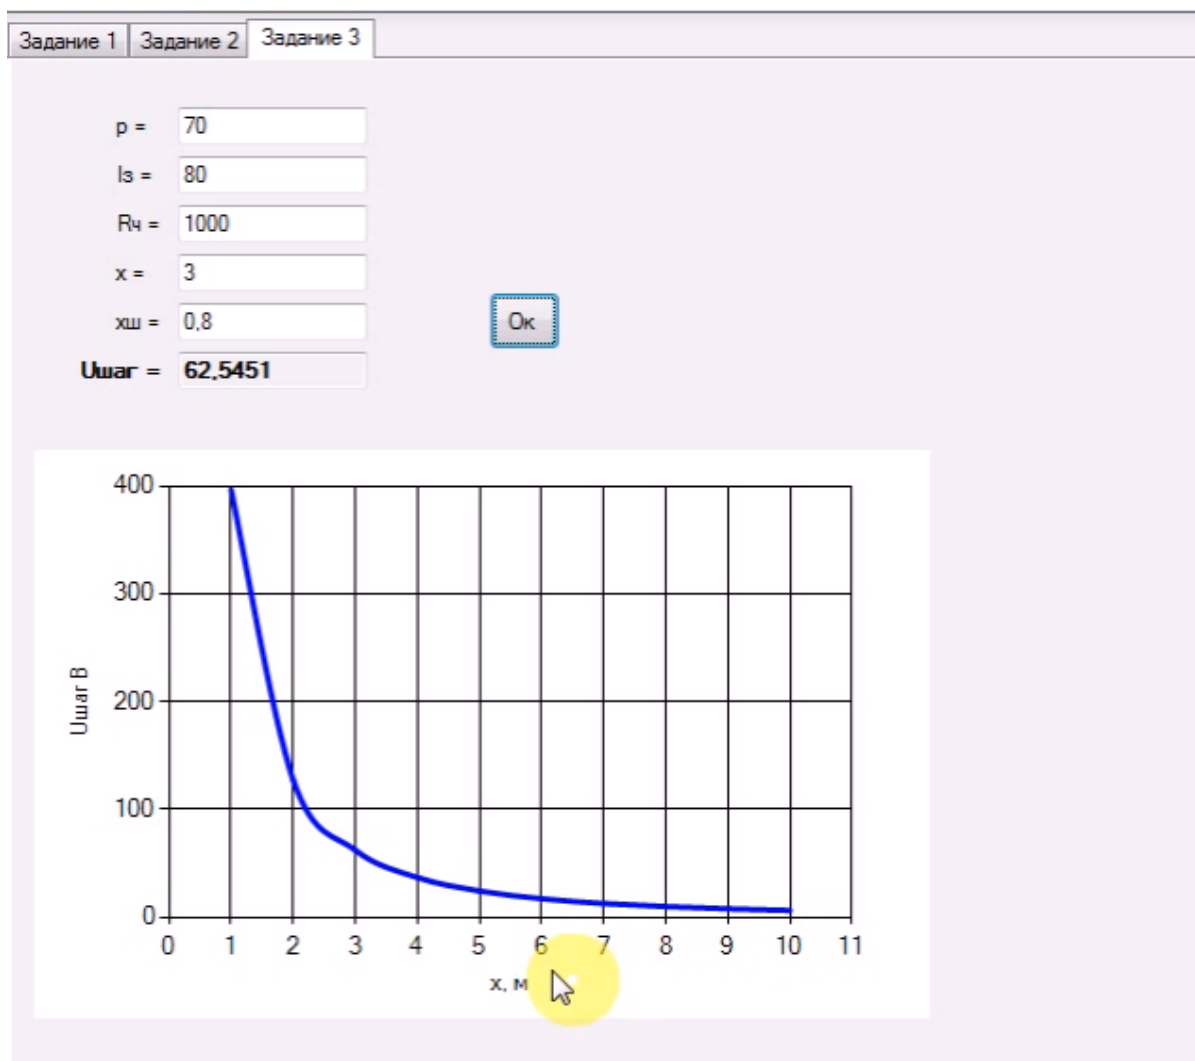 Задание 1 Задание 2 Задание 3
p = 70
Iз = 80
Rч = 1000
x = 3
xш = 0,8
Ок
Uшаг = 62,5451
400
300
200
100
0
Uшаг В
0 1 2 3 4 5 6 7 8 9 10 11
x, м